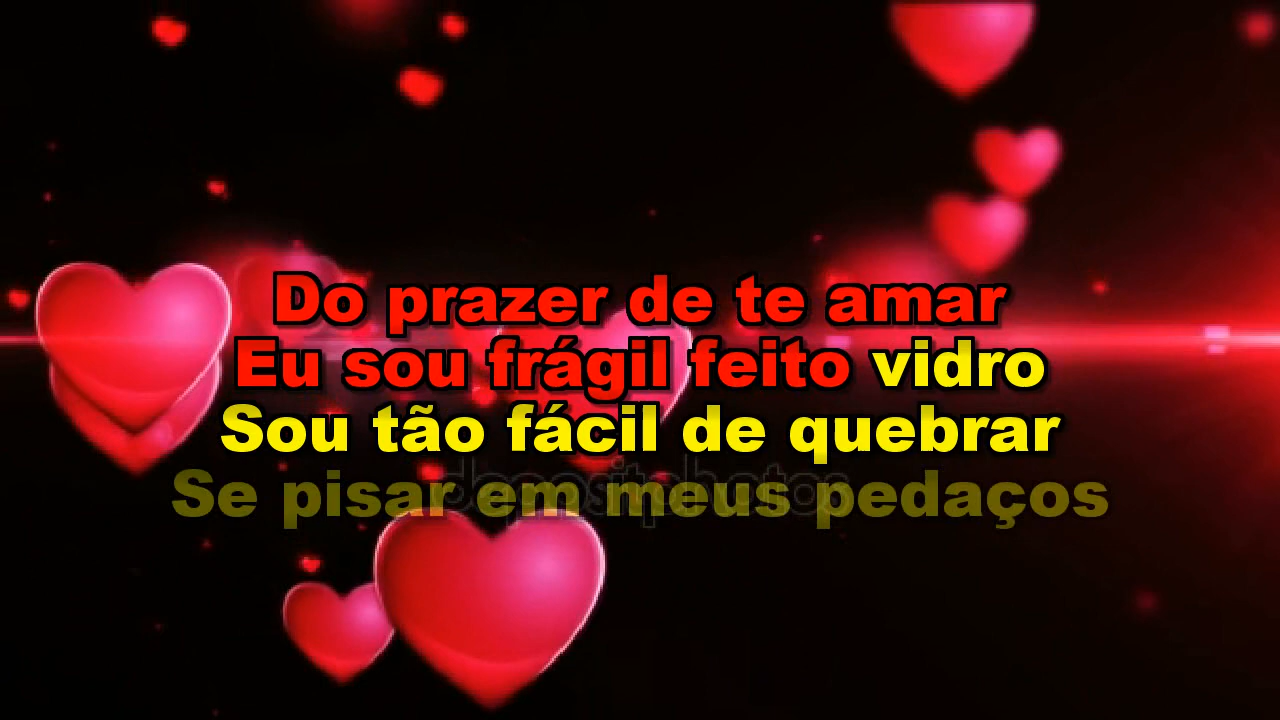 Do prazer de te amar
Eu sou frágil feito vidro
Sou tão fácil de quebrar
Se pisar em meus pedaços
depositphotos